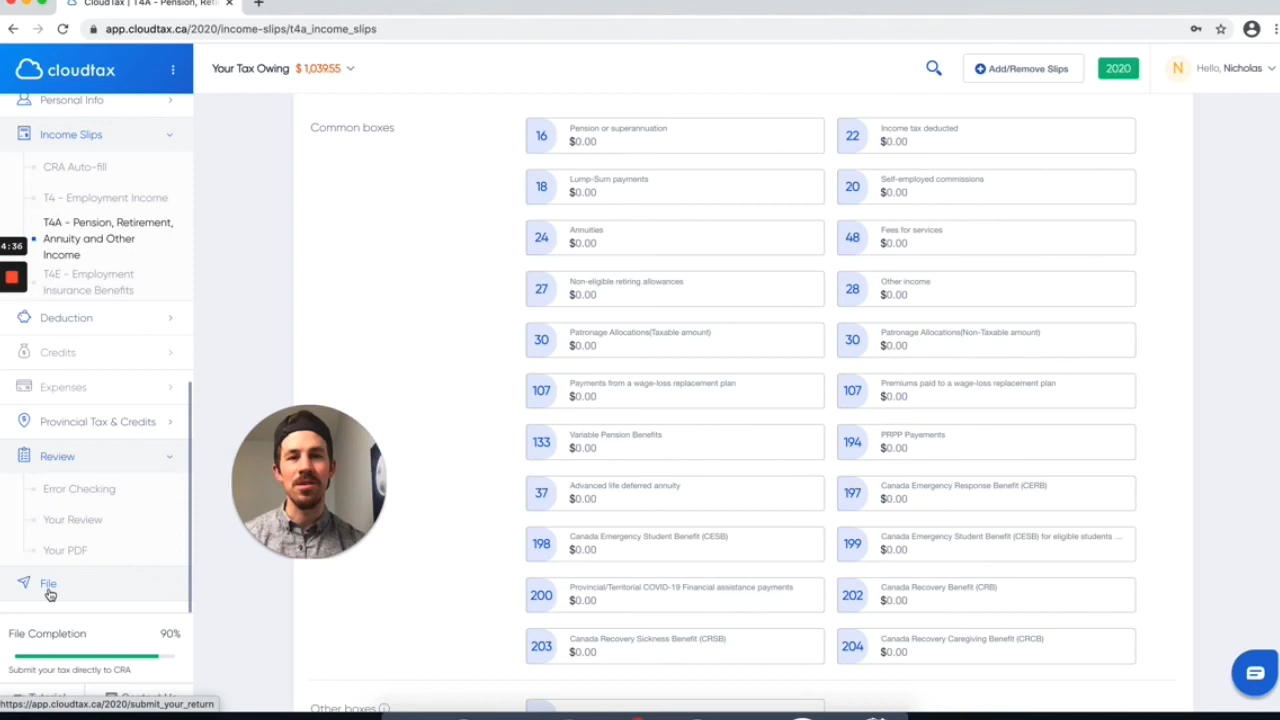 CloudTax | T4A - Pension, Reti
app.cloudtax.ca/2020/income-slips/t4a_income_slips
cloudtax
Your Tax Owing $ 1,039.55
Add/Remove Slips
2020
N
Hello, Nicholas
Personal Info
Income Slips
CRA Auto-fill
T4 - Employment Income
T4A - Pension, Retirement,
Annuity and Other
Income
T4E - Employment
Insurance Benefits
4:36
Deduction
Credits
Expenses
Provincial Tax & Credits
Review
Error Checking
Your Review
Your PDF
File
File Completion 90%
Submit your tax directly to CRA
https://app.cloudtax.ca/2020/submit_your_return
Common boxes
16 Pension or superannuation
$0.00
22 Income tax deducted
$0.00
18 Lump-Sum payments
$0.00
20 Self-employed commissions
$0.00
24 Annuities
$0.00
48 Fees for services
$0.00
27 Non-eligible retiring allowances
$0.00
28 Other income
$0.00
30 Patronage Allocations(Taxable amount)
$0.00
30 Patronage Allocations(Non-Taxable amount)
$0.00
107 Payments from a wage-loss replacement plan
$0.00
107 Premiums paid to a wage-loss replacement plan
$0.00
133 Variable Pension Benefits
$0.00
194 PRPP Payements
$0.00
37 Advanced life deferred annuity
$0.00
197 Canada Emergency Response Benefit (CERB)
$0.00
198 Canada Emergency Student Benefit (CESB)
$0.00
199 Canada Emergency Student Benefit (CESB) for eligible students ...
$0.00
200 Provincial/Territorial COVID-19 Financial assistance payments
$0.00
202 Canada Recovery Benefit (CRB)
$0.00
203 Canada Recovery Sickness Benefit (CRSB)
$0.00
204 Canada Recovery Caregiving Benefit (CRCB)
$0.00
Other boxes